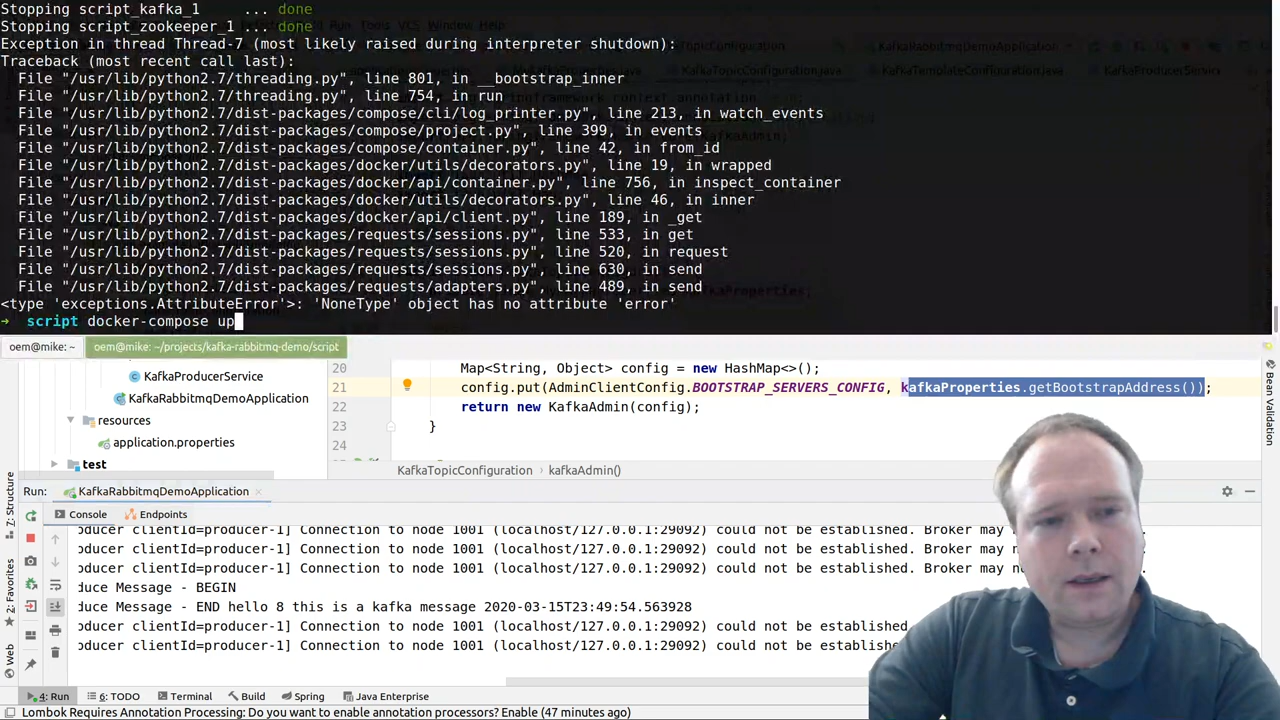 Stopping script_kafka_1     ... done
Stopping script_zookeeper_1 ... done
Exception in thread Thread-7 (most likely raised during interpreter shutdown):
Traceback (most recent call last):
  File "/usr/lib/python2.7/threading.py", line 801, in __bootstrap_inner
  File "/usr/lib/python2.7/threading.py", line 754, in run
  File "/usr/lib/python2.7/dist-packages/compose/cli/log_printer.py", line 213, in watch_events
  File "/usr/lib/python2.7/dist-packages/compose/project.py", line 399, in events
  File "/usr/lib/python2.7/dist-packages/compose/container.py", line 42, in from_id
  File "/usr/lib/python2.7/dist-packages/docker/utils/decorators.py", line 19, in wrapped
  File "/usr/lib/python2.7/dist-packages/docker/api/container.py", line 756, in inspect_container
  File "/usr/lib/python2.7/dist-packages/docker/utils/decorators.py", line 46, in inner
  File "/usr/lib/python2.7/dist-packages/docker/api/client.py", line 189, in _get
  File "/usr/lib/python2.7/dist-packages/requests/sessions.py", line 533, in get
  File "/usr/lib/python2.7/dist-packages/requests/sessions.py", line 520, in request
  File "/usr/lib/python2.7/dist-packages/requests/sessions.py", line 630, in send
  File "/usr/lib/python2.7/dist-packages/requests/adapters.py", line 489, in send
<type 'exceptions.AttributeError'>: 'NoneType' object has no attribute 'error'
➜  script docker-compose up
oem@mike: ~   oem@mike: ~/projects/kafka-rabbitmq-demo/script
KafkaProducerService
KafkaRabbitmqDemoApplication
resources
application.properties
test
20 Map<String, Object> config = new HashMap<>();
21 config.put(AdminClientConfig.BOOTSTRAP_SERVERS_CONFIG, kafkaProperties.getBootstrapAddress());
22 return new KafkaAdmin(config);
23 }
24
KafkaTopicConfiguration › kafkaAdmin()
Bean Validation
Run: KafkaRabbitmqDemoApplication
Console   Endpoints
oducer clientId=producer-1] Connection to node 1001 (localhost/127.0.0.1:29092) could not be established. Broker may n
oducer clientId=producer-1] Connection to node 1001 (localhost/127.0.0.1:29092) could not be established. Broker may n
oducer clientId=producer-1] Connection to node 1001 (localhost/127.0.0.1:29092) could not be established. Broker may
duce Message - BEGIN
duce Message - END hello 8 this is a kafka message 2020-03-15T23:49:54.563928
oducer clientId=producer-1] Connection to node 1001 (localhost/127.0.0.1:29092) could not be established.
oducer clientId=producer-1] Connection to node 1001 (localhost/127.0.0.1:29092) could not be established.
7: Structure
2: Favorites
Web
4: Run   6: TODO   Terminal   Build   Spring   Java Enterprise
Lombok Requires Annotation Processing: Do you want to enable annotation processors? Enable (47 minutes ago)